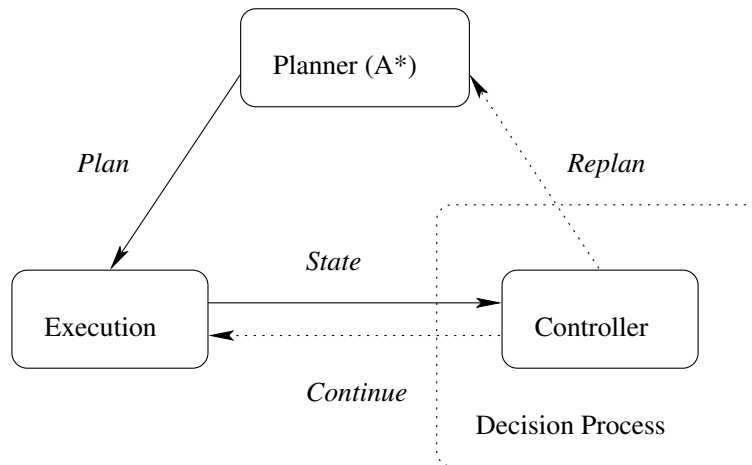 Planner (A*)
Plan
Replan
State
Execution
Controller
Continue
Decision Process